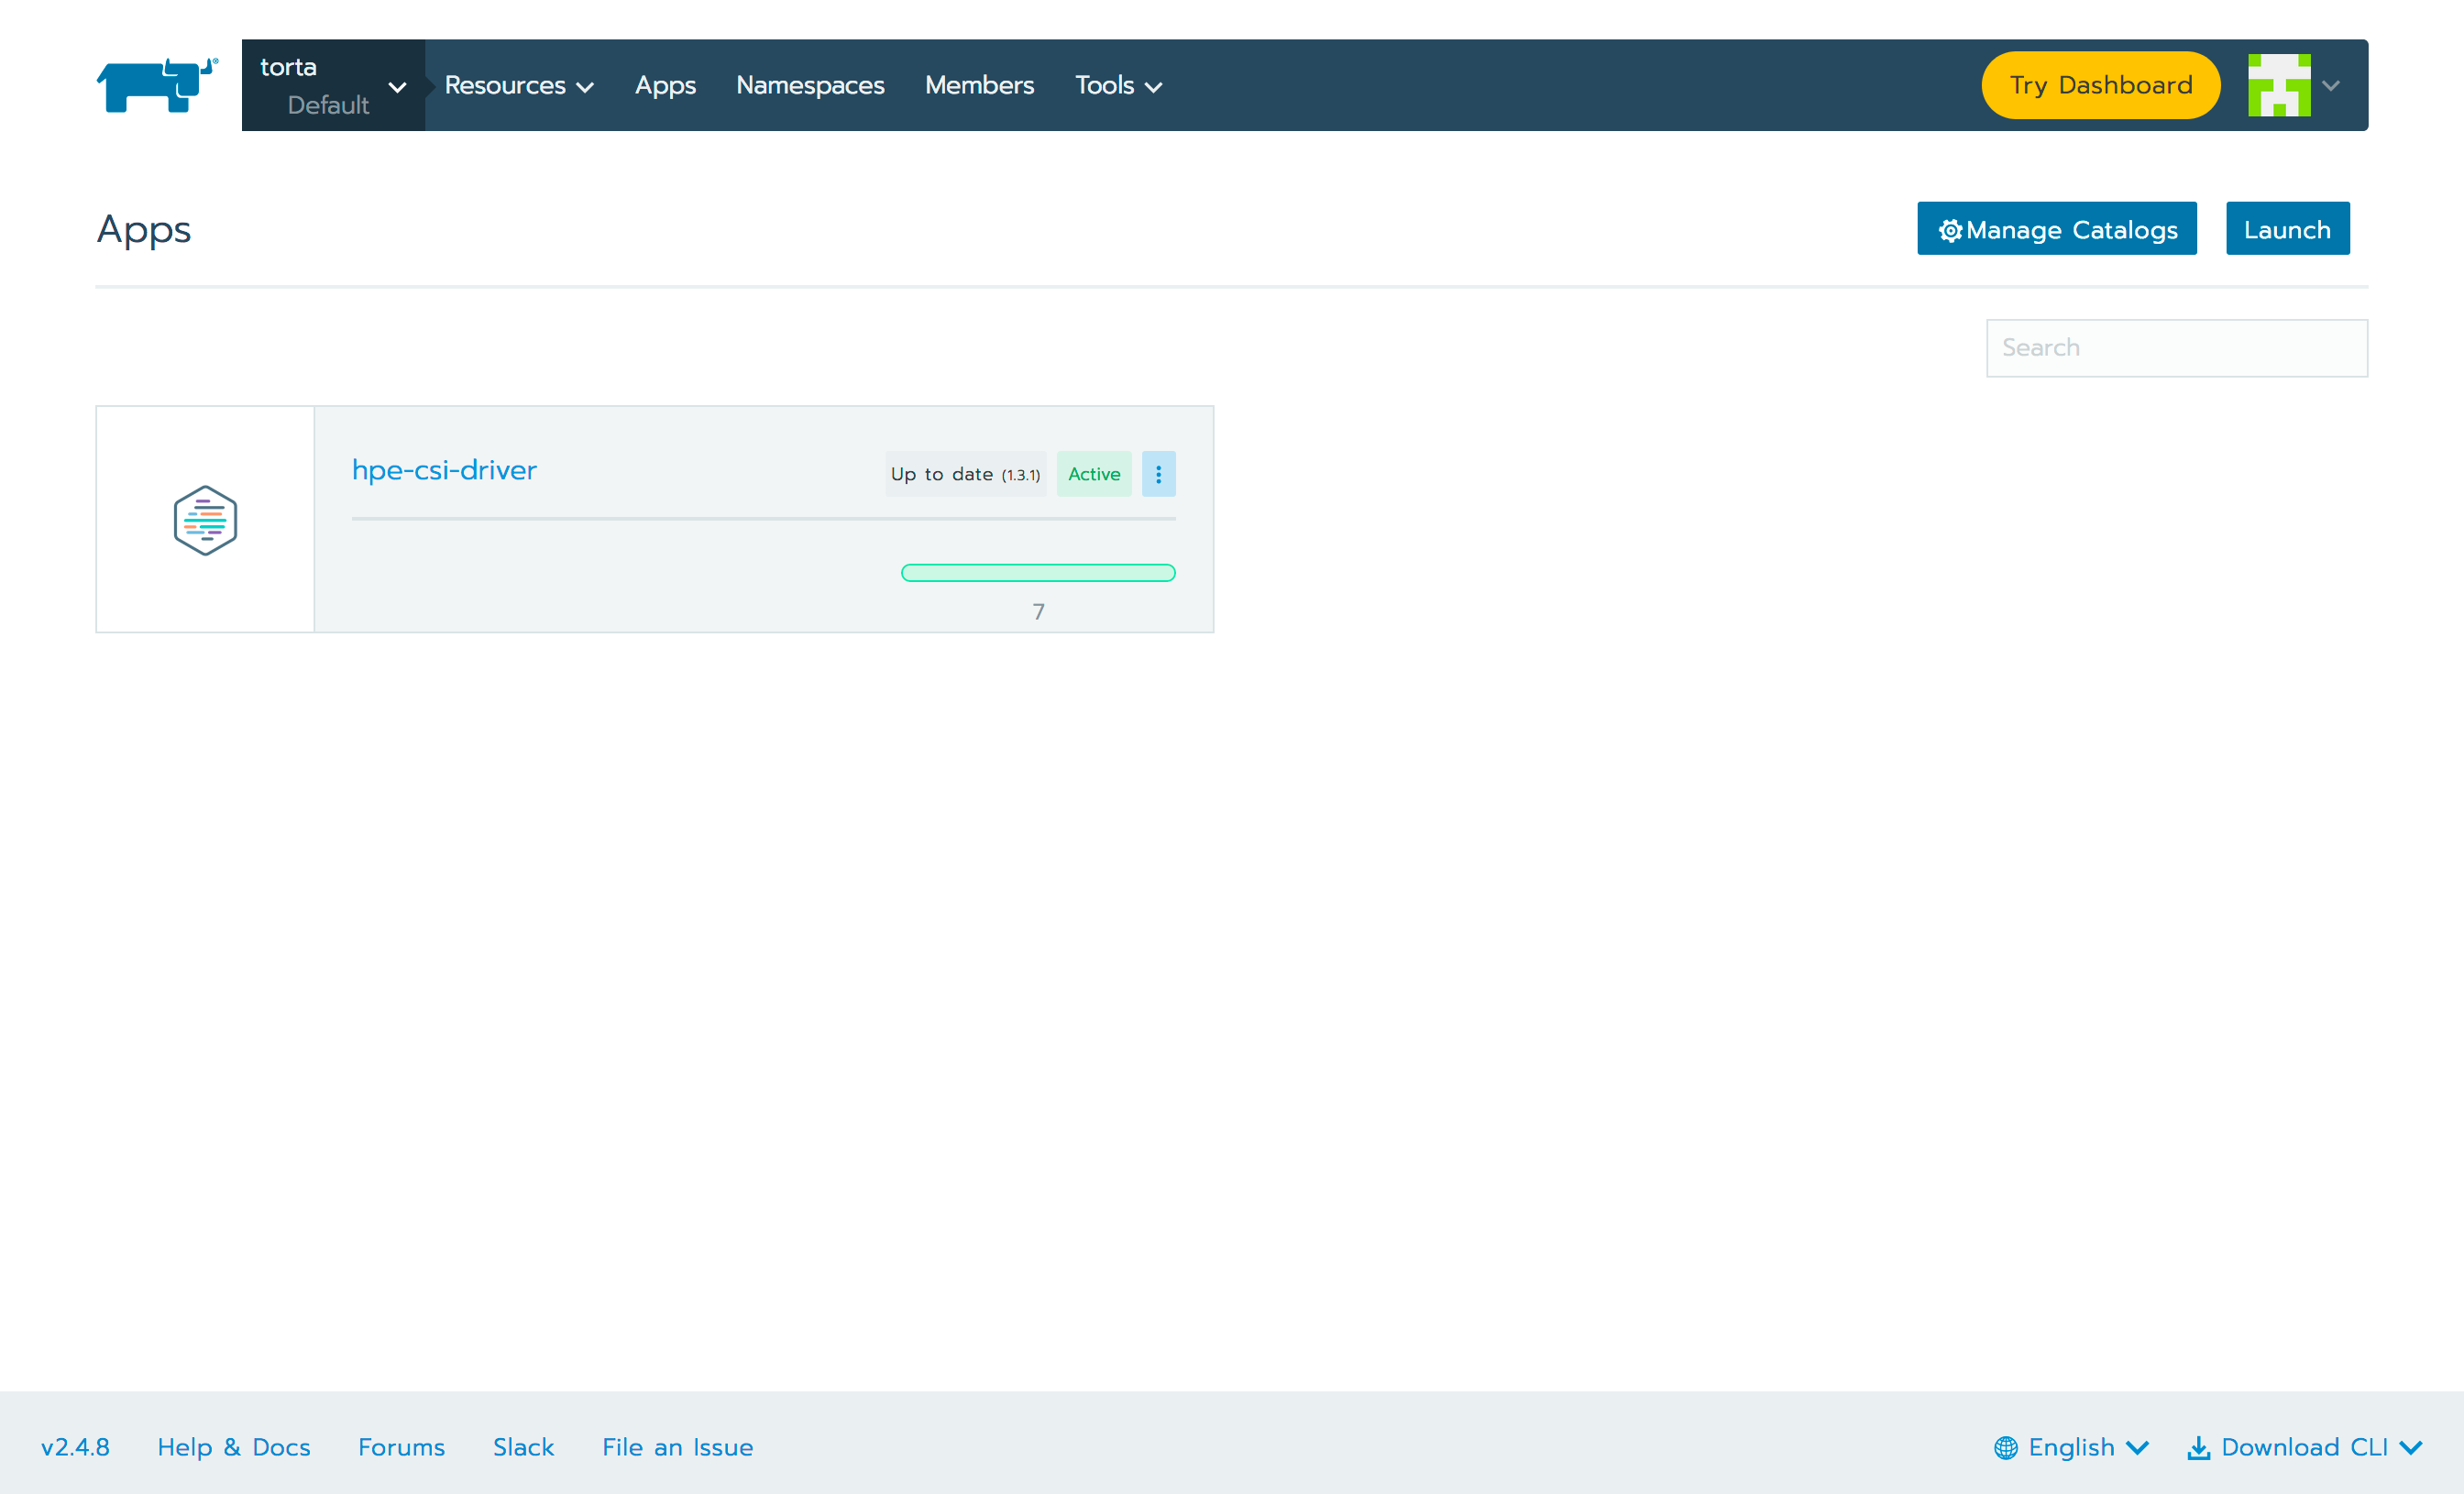 torta
Default
Resources
Apps
Namespaces
Members
Tools
Try Dashboard
Apps
Manage Catalogs
Launch
Search
hpe-csi-driver
Up to date (1.3.1)
Active
7
v2.4.8
Help & Docs
Forums
Slack
File an Issue
English
Download CLI